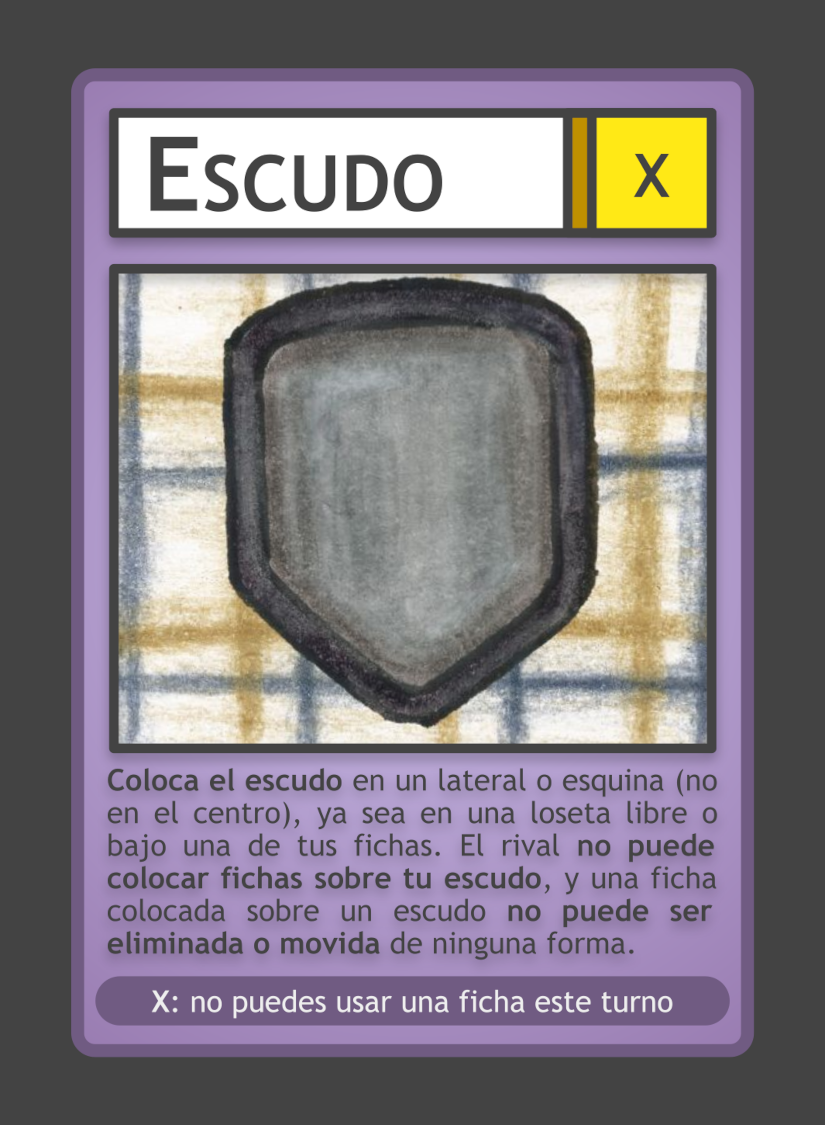 Escudo
X
Coloca el escudo en un lateral o esquina (no
en el centro), ya sea en una loseta libre o
bajo una de tus fichas. El rival no puede
colocar fichas sobre tu escudo, y una ficha
colocada sobre un escudo no puede ser
eliminada o movida de ninguna forma.
X: no puedes usar una ficha este turno